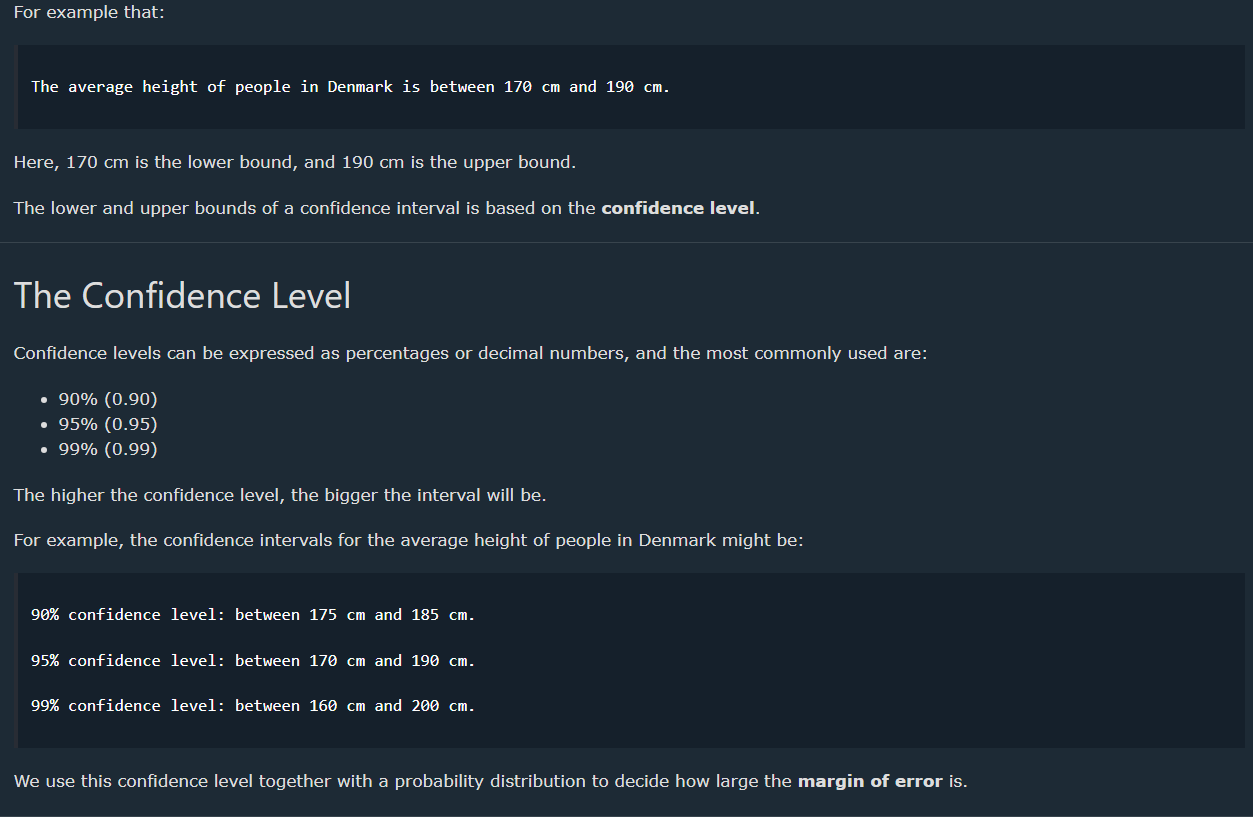 For example that:
The average height of people in Denmark is between 170 cm and 190 cm.
Here, 170 cm is the lower bound, and 190 cm is the upper bound.
The lower and upper bounds of a confidence interval is based on the confidence level.
The Confidence Level
Confidence levels can be expressed as percentages or decimal numbers, and the most commonly used are:
• 90% (0.90)
• 95% (0.95)
• 99% (0.99)
The higher the confidence level, the bigger the interval will be.
For example, the confidence intervals for the average height of people in Denmark might be:
90% confidence level: between 175 cm and 185 cm.
95% confidence level: between 170 cm and 190 cm.
99% confidence level: between 160 cm and 200 cm.
We use this confidence level together with a probability distribution to decide how large the margin of error is.